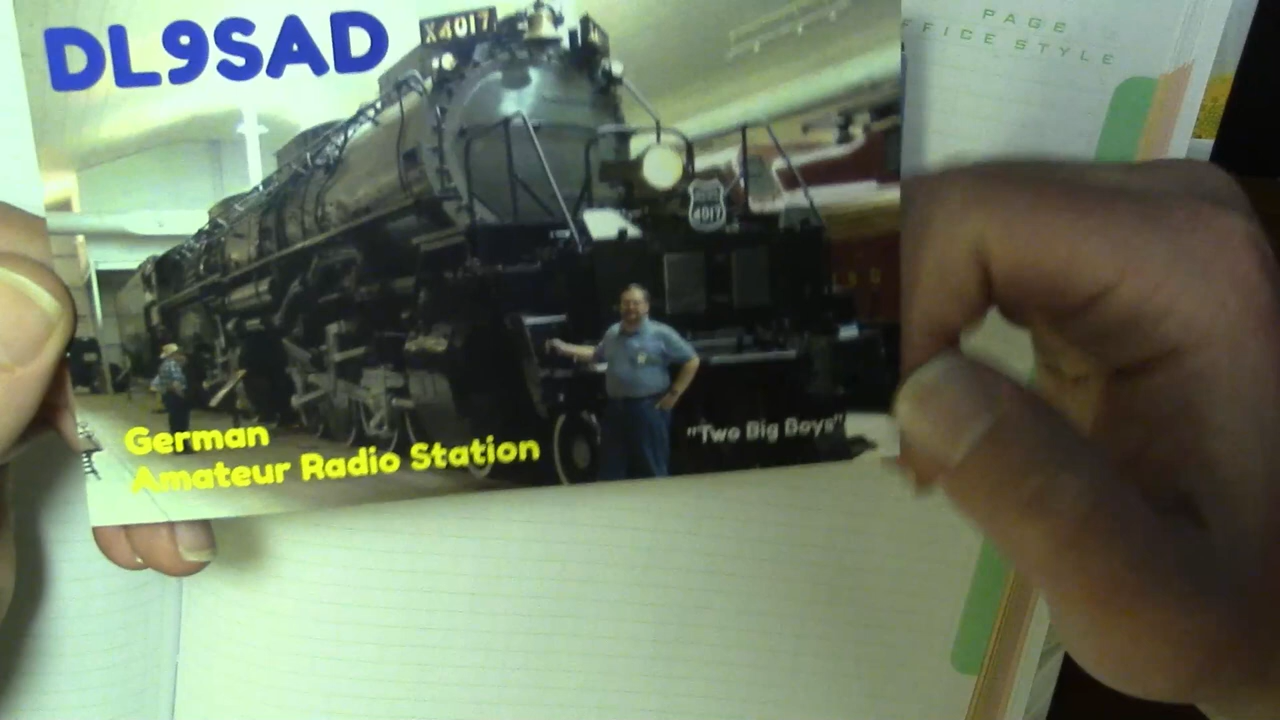 DL9SAD
X4017
4017
German
Amateur Radio Station
"Two Big Boys"
PAGE
FFICE STYLE